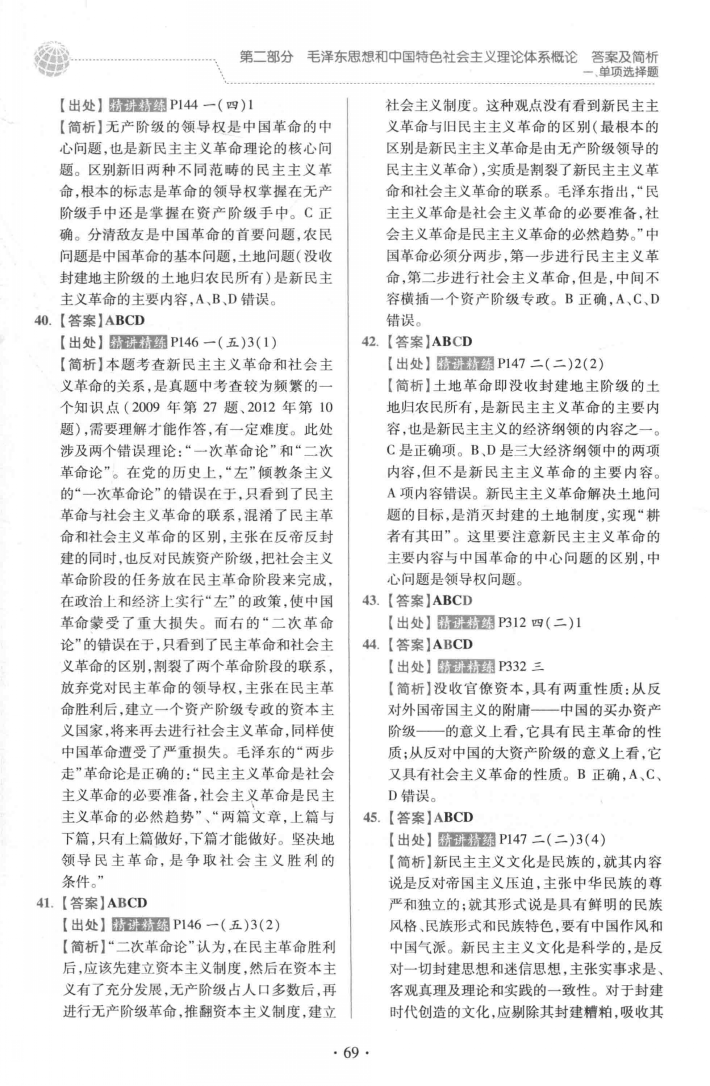 第二部分　毛泽东思想和中国特色社会主义理论体系概论　答案及简析
一、单项选择题
【出处】精讲精练 P144 一(四)1
【简析】无产阶级的领导权是中国革命的中
心问题,也是新民主主义革命理论的核心问
题。区别新旧两种不同范畴的民主主义革
命,根本的标志是革命的领导权掌握在无产
阶级手中还是掌握在资产阶级手中。C 正
确。分清敌友是中国革命的首要问题,农民
问题是中国革命的基本问题,土地问题(没收
封建地主阶级的土地归农民所有)是新民主
主义革命的主要内容,A、B、D 错误。
40. 【答案】ABCD
【出处】精讲精练 P146 一(五)3(1)
【简析】本题考查新民主主义革命和社会主
义革命的关系,是真题中考查较为频繁的一
个知识点(2009 年第 27 题、2012 年第 10
题),需要理解才能作答,有一定难度。此处
涉及两个错误理论:“一次革命论”和“二次
革命论”。在党的历史上,“左”倾教条主义
的“一次革命论”的错误在于,只看到了民主
革命与社会主义革命的联系,混淆了民主革
命和社会主义革命的区别,主张在反帝反封
建的同时,也反对民族资产阶级,把社会主义
革命阶段的任务放在民主革命阶段来完成,
在政治上和经济上实行“左”的政策,使中国
革命蒙受了重大损失。而右的“二次革命
论”的错误在于,只看到了民主革命和社会主
义革命的区别,割裂了两个革命阶段的联系,
放弃党对民主革命的领导权,主张在民主革
命胜利后,建立一个资产阶级专政的资本主
义国家,将来再去进行社会主义革命,同样使
中国革命遭受了严重损失。毛泽东的“两步
走”革命论是正确的:“民主主义革命是社会
主义革命的必要准备,社会主义革命是民主
主义革命的必然趋势”、“两篇文章,上篇与
下篇,只有上篇做好,下篇才能做好。坚决地
领导民主革命,是争取社会主义胜利的
条件。”
41. 【答案】ABCD
【出处】精讲精练 P146 一(五)3(2)
【简析】“二次革命论”认为,在民主革命胜利
后,应该先建立资本主义制度,然后在资本主
义有了充分发展,无产阶级占人口多数后,再
进行无产阶级革命,推翻资本主义制度,建立
社会主义制度。这种观点没有看到新民主主
义革命与旧民主主义革命的区别(最根本的
区别是新民主主义革命是由无产阶级领导的
民主主义革命),实质是割裂了新民主主义革
命和社会主义革命的联系。毛泽东指出,“民
主主义革命是社会主义革命的必要准备,社
会主义革命是民主主义革命的必然趋势。”中
国革命必须分两步,第一步进行民主主义革
命,第二步进行社会主义革命,但是,中间不
容横插一个资产阶级专政。B 正确,A、C、D
错误。
42. 【答案】ABCD
【出处】精讲精练 P147 二(二)2(2)
【简析】土地革命即没收封建地主阶级的土
地归农民所有,是新民主主义革命的主要内
容,也是新民主主义的经济纲领的内容之一。
C 是正确项。B、D 是三大经济纲领中的两项
内容,但不是新民主主义革命的主要内容。
A 项内容错误。新民主主义革命解决土地问
题的目标,是消灭封建的土地制度,实现“耕
者有其田”。这里要注意新民主主义革命的
主要内容与中国革命的中心问题的区别,中
心问题是领导权问题。
43. 【答案】ABCD
【出处】精讲精练 P312 四(二)1
44. 【答案】ABCD
【出处】精讲精练 P332 三
【简析】没收官僚资本,具有两重性质:从反
对外国帝国主义的附庸——中国的买办资产
阶级——的意义上看,它具有民主革命的性
质;从反对中国的大资产阶级的意义上看,它
又具有社会主义革命的性质。B 正确,A、C、
D 错误。
45. 【答案】ABCD
【出处】精讲精练 P147 二(二)3(4)
【简析】新民主主义文化是民族的,就其内容
说是反对帝国主义压迫,主张中华民族的尊
严和独立的;就其形式说是具有鲜明的民族
风格、民族形式和民族特色,要有中国作风和
中国气派。新民主主义文化是科学的,是反
对一切封建思想和迷信思想,主张实事求是、
客观真理及理论和实践的一致性。对于封建
时代创造的文化,应剔除其封建糟粕,吸收其
· 69 ·